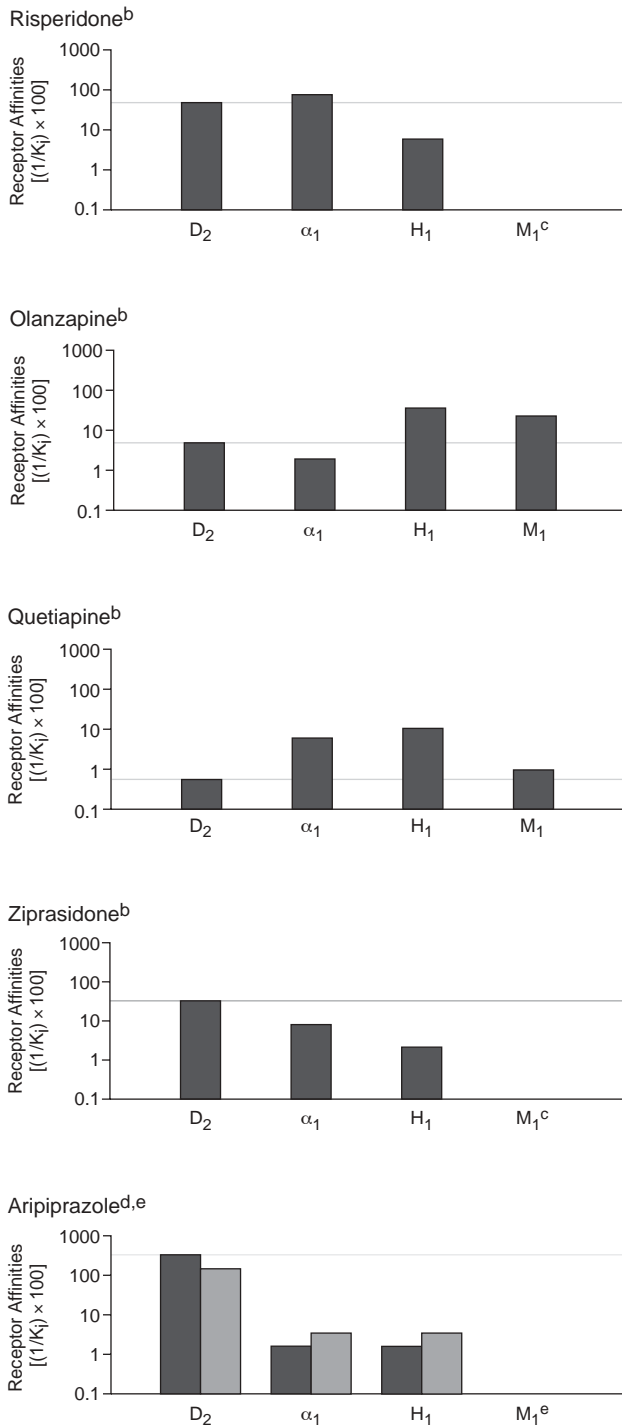 Risperidoneᵇ
Receptor Affinities
[(1/Kᵢ) × 100]
1000
100
10
1
0.1
D₂ α₁ H₁ M₁ᶜ
Olanzapineᵇ
Receptor Affinities
[(1/Kᵢ) × 100]
1000
100
10
1
0.1
D₂ α₁ H₁ M₁
Quetiapineᵇ
Receptor Affinities
[(1/Kᵢ) × 100]
1000
100
10
1
0.1
D₂ α₁ H₁ M₁
Ziprasidoneᵇ
Receptor Affinities
[(1/Kᵢ) × 100]
1000
100
10
1
0.1
D₂ α₁ H₁ M₁ᶜ
Aripiprazoleᵈ,ᵉ
Receptor Affinities
[(1/Kᵢ) × 100]
1000
100
10
1
0.1
D₂ α₁ H₁ M₁ᵉ